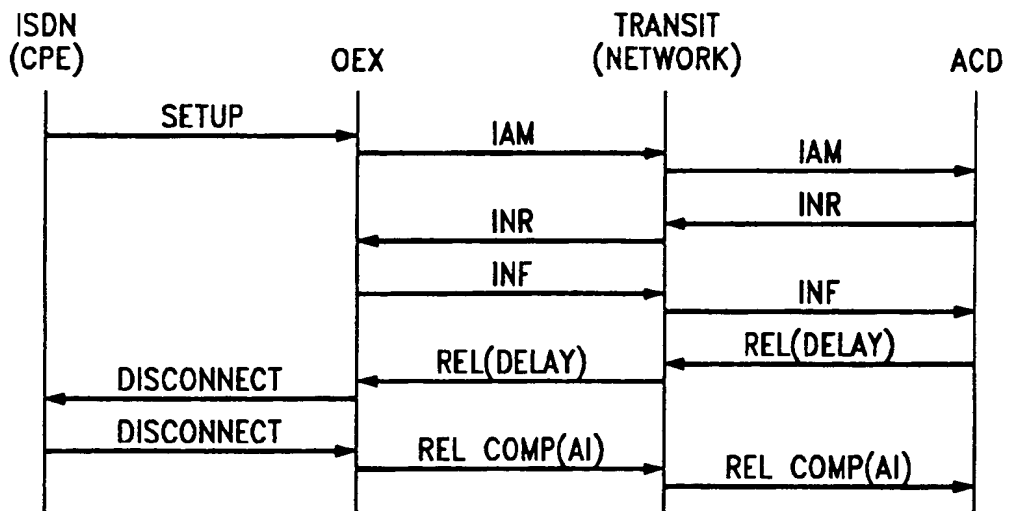 ISDN
(CPE)
OEX
TRANSIT
(NETWORK)
ACD
SETUP
IAM
IAM
INR
INR
INF
INF
REL(DELAY)
REL(DELAY)
DISCONNECT
DISCONNECT
REL COMP(AI)
REL COMP(AI)